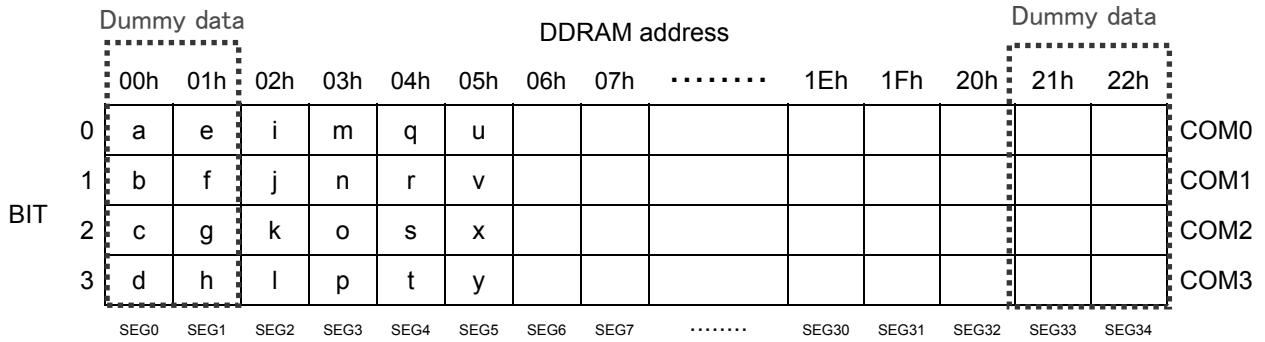 Dummy data Dummy data
DDRAM address
00h 01h 02h 03h 04h 05h 06h 07h ········ 1Eh 1Fh 20h 21h 22h
0 a e i m q u COM0
1 b f j n r v COM1
BIT
2 c g k o s x COM2
3 d h l p t y COM3
SEG0 SEG1 SEG2 SEG3 SEG4 SEG5 SEG6 SEG7 ········ SEG30 SEG31 SEG32 SEG33 SEG34